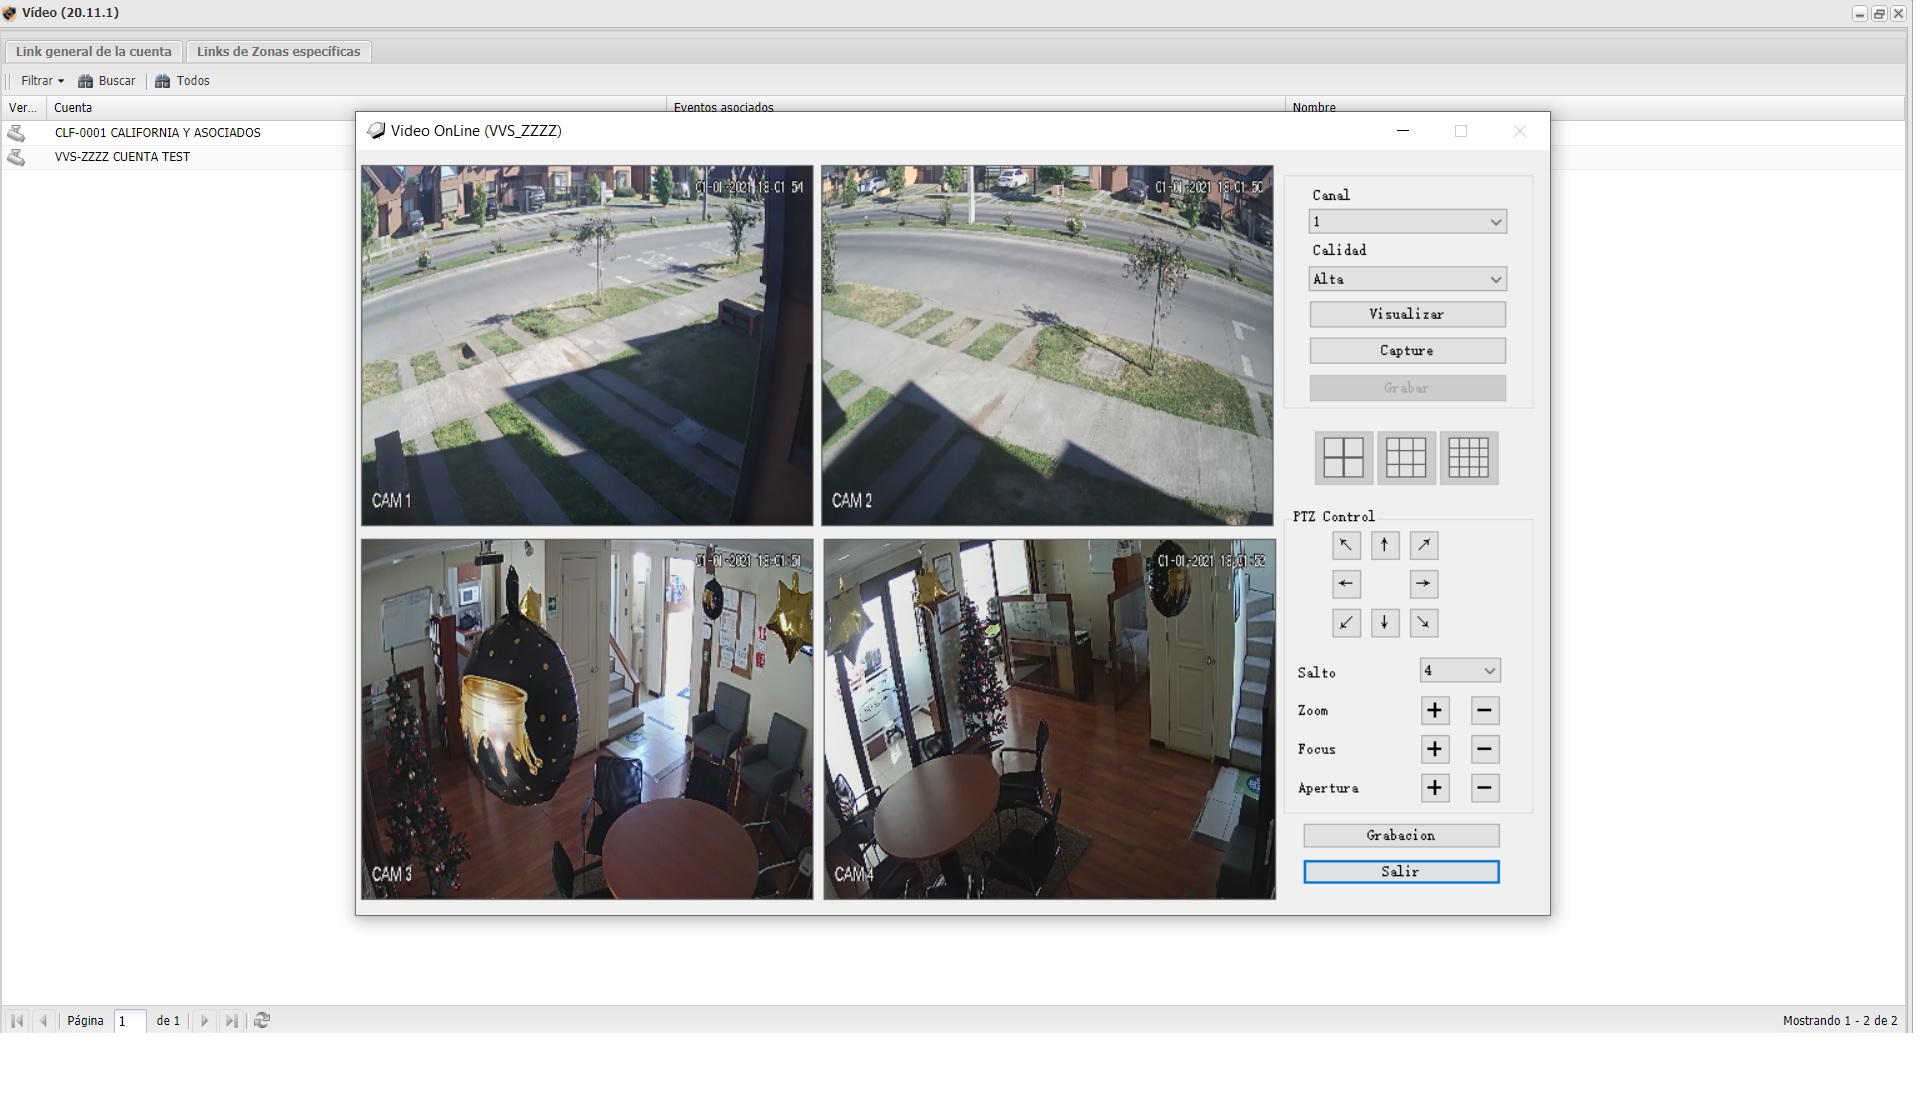 Vídeo (20.11.1)
Link general de la cuenta
Links de Zonas específicas
Filtrar
Buscar
Todos
Ver...
Cuenta
Eventos asociados
Nombre
CLF-0001 CALIFORNIA Y ASOCIADOS
VVS-ZZZZ CUENTA TEST
Video OnLine (VVS_ZZZZ)
01-01-2021 18:01:54
CAM 1
01-01-2021 18:01:50
CAM 2
01-01-2021 18:01:51
CAM 3
01-01-2021 18:01:52
CAM 4
Canal
1
Calidad
Alta
Visualizar
Capture
Grabar
PTZ Control
Salto
4
Zoom
Focus
Apertura
Grabacion
Salir
Página
1
de 1
Mostrando 1 - 2 de 2